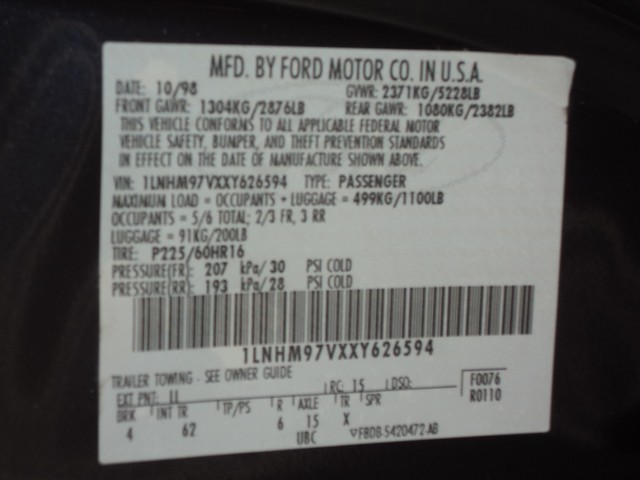 MFD. BY FORD MOTOR CO. IN U.S.A.
DATE: 10/98 GVWR: 2371KG/5228LB
FRONT GAWR: 1304KG/2876LB REAR GAWR: 1080KG/2382LB
THIS VEHICLE CONFORMS TO ALL APPLICABLE FEDERAL MOTOR
VEHICLE SAFETY, BUMPER, AND THEFT PREVENTION STANDARDS
IN EFFECT ON THE DATE OF MANUFACTURE SHOWN ABOVE.
VIN: 1LNHM97VXXY626594 TYPE: PASSENGER
MAXIMUM LOAD = OCCUPANTS + LUGGAGE = 499KG/1100LB
OCCUPANTS = 5/6 TOTAL; 2/3 FR, 3 RR
LUGGAGE = 91KG/200LB
TIRE: P225/60HR16
PRESSURE(FR): 207 kPa/30 PSI COLD
PRESSURE(RR): 193 kPa/28 PSI COLD
1LNHM97VXXY626594
TRAILER TOWING - SEE OWNER GUIDE
EXT PNT: LL RC: 15 DSO: F0076
BRK INT TR TP/PS R AXLE TR SPR R0110
4 62 6 15 X
UBC F8DB-5420472-AB